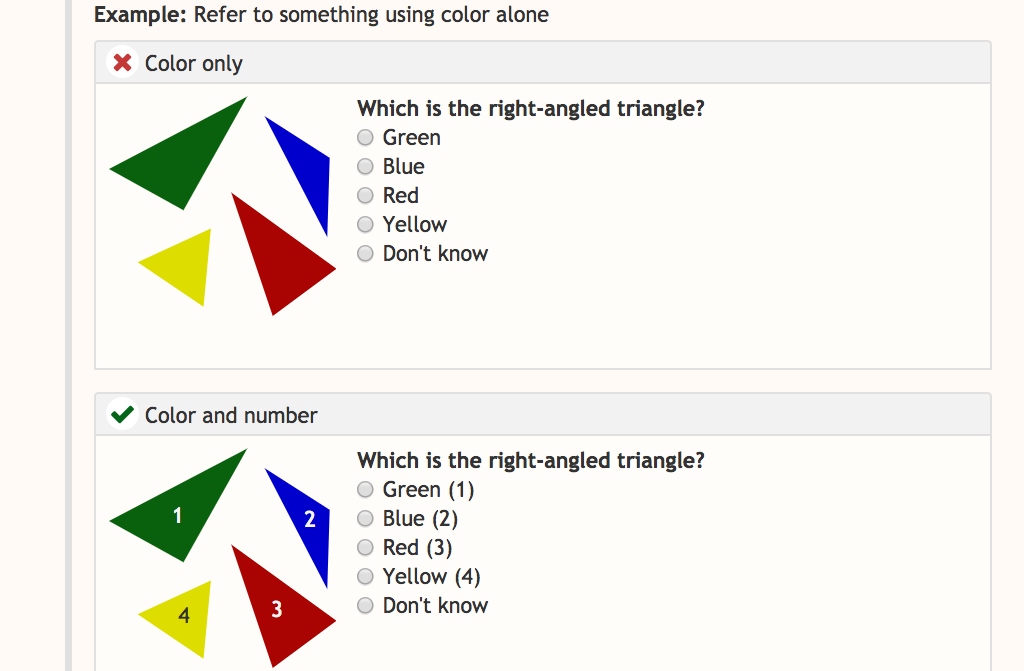 Example: Refer to something using color alone
Color only
Which is the right-angled triangle?
Green
Blue
Red
Yellow
Don't know
Color and number
1
2
3
4
Which is the right-angled triangle?
Green (1)
Blue (2)
Red (3)
Yellow (4)
Don't know